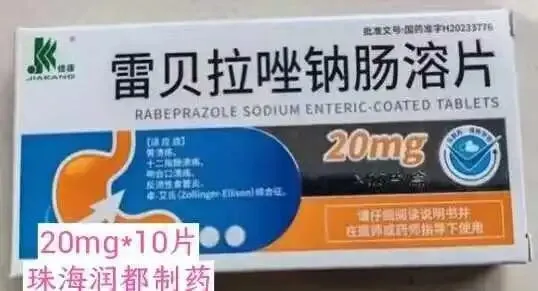 批准文号:国药准字H20233776
佳康
JIAKANG
雷贝拉唑钠肠溶片
RABEPRAZOLE SODIUM ENTERIC-COATED TABLETS
【适应症】
胃溃疡、
十二指肠溃疡、
吻合口溃疡、
反流性食管炎、
卓-艾氏(Zollinger-Ellison)综合征。
20mg
请仔细阅读说明书并
在医师或药师指导下使用
20mg*10片
珠海润都制药